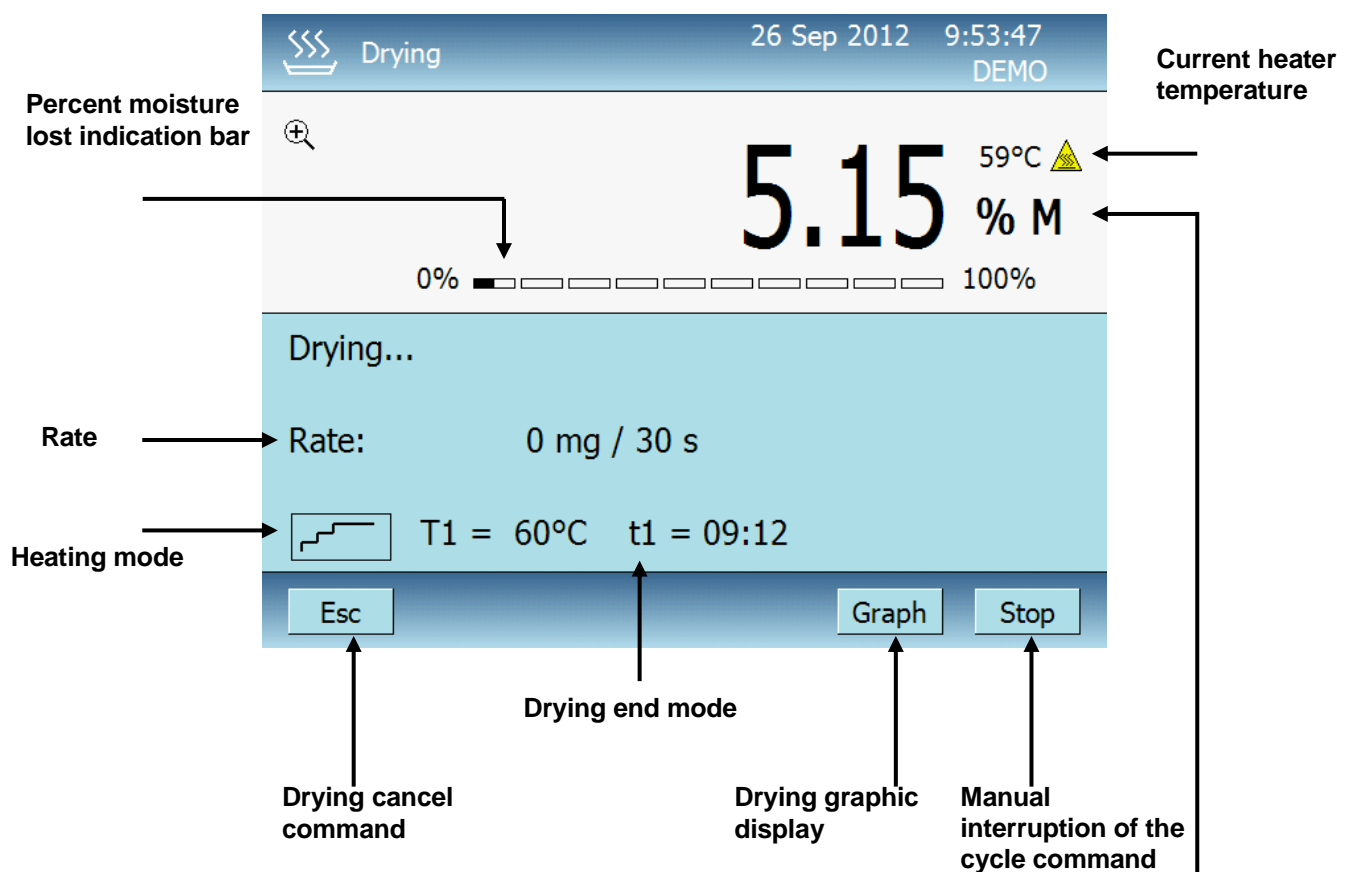 Drying
26 Sep 2012 9:53:47
DEMO
Current heater
temperature
Percent moisture
lost indication bar
59°C
5.15
% M
0%
100%
Drying...
Rate
Rate: 0 mg / 30 s
Heating mode
T1 = 60°C t1 = 09:12
Esc
Graph
Stop
Drying end mode
Drying cancel
command
Drying graphic
display
Manual
interruption of the
cycle command